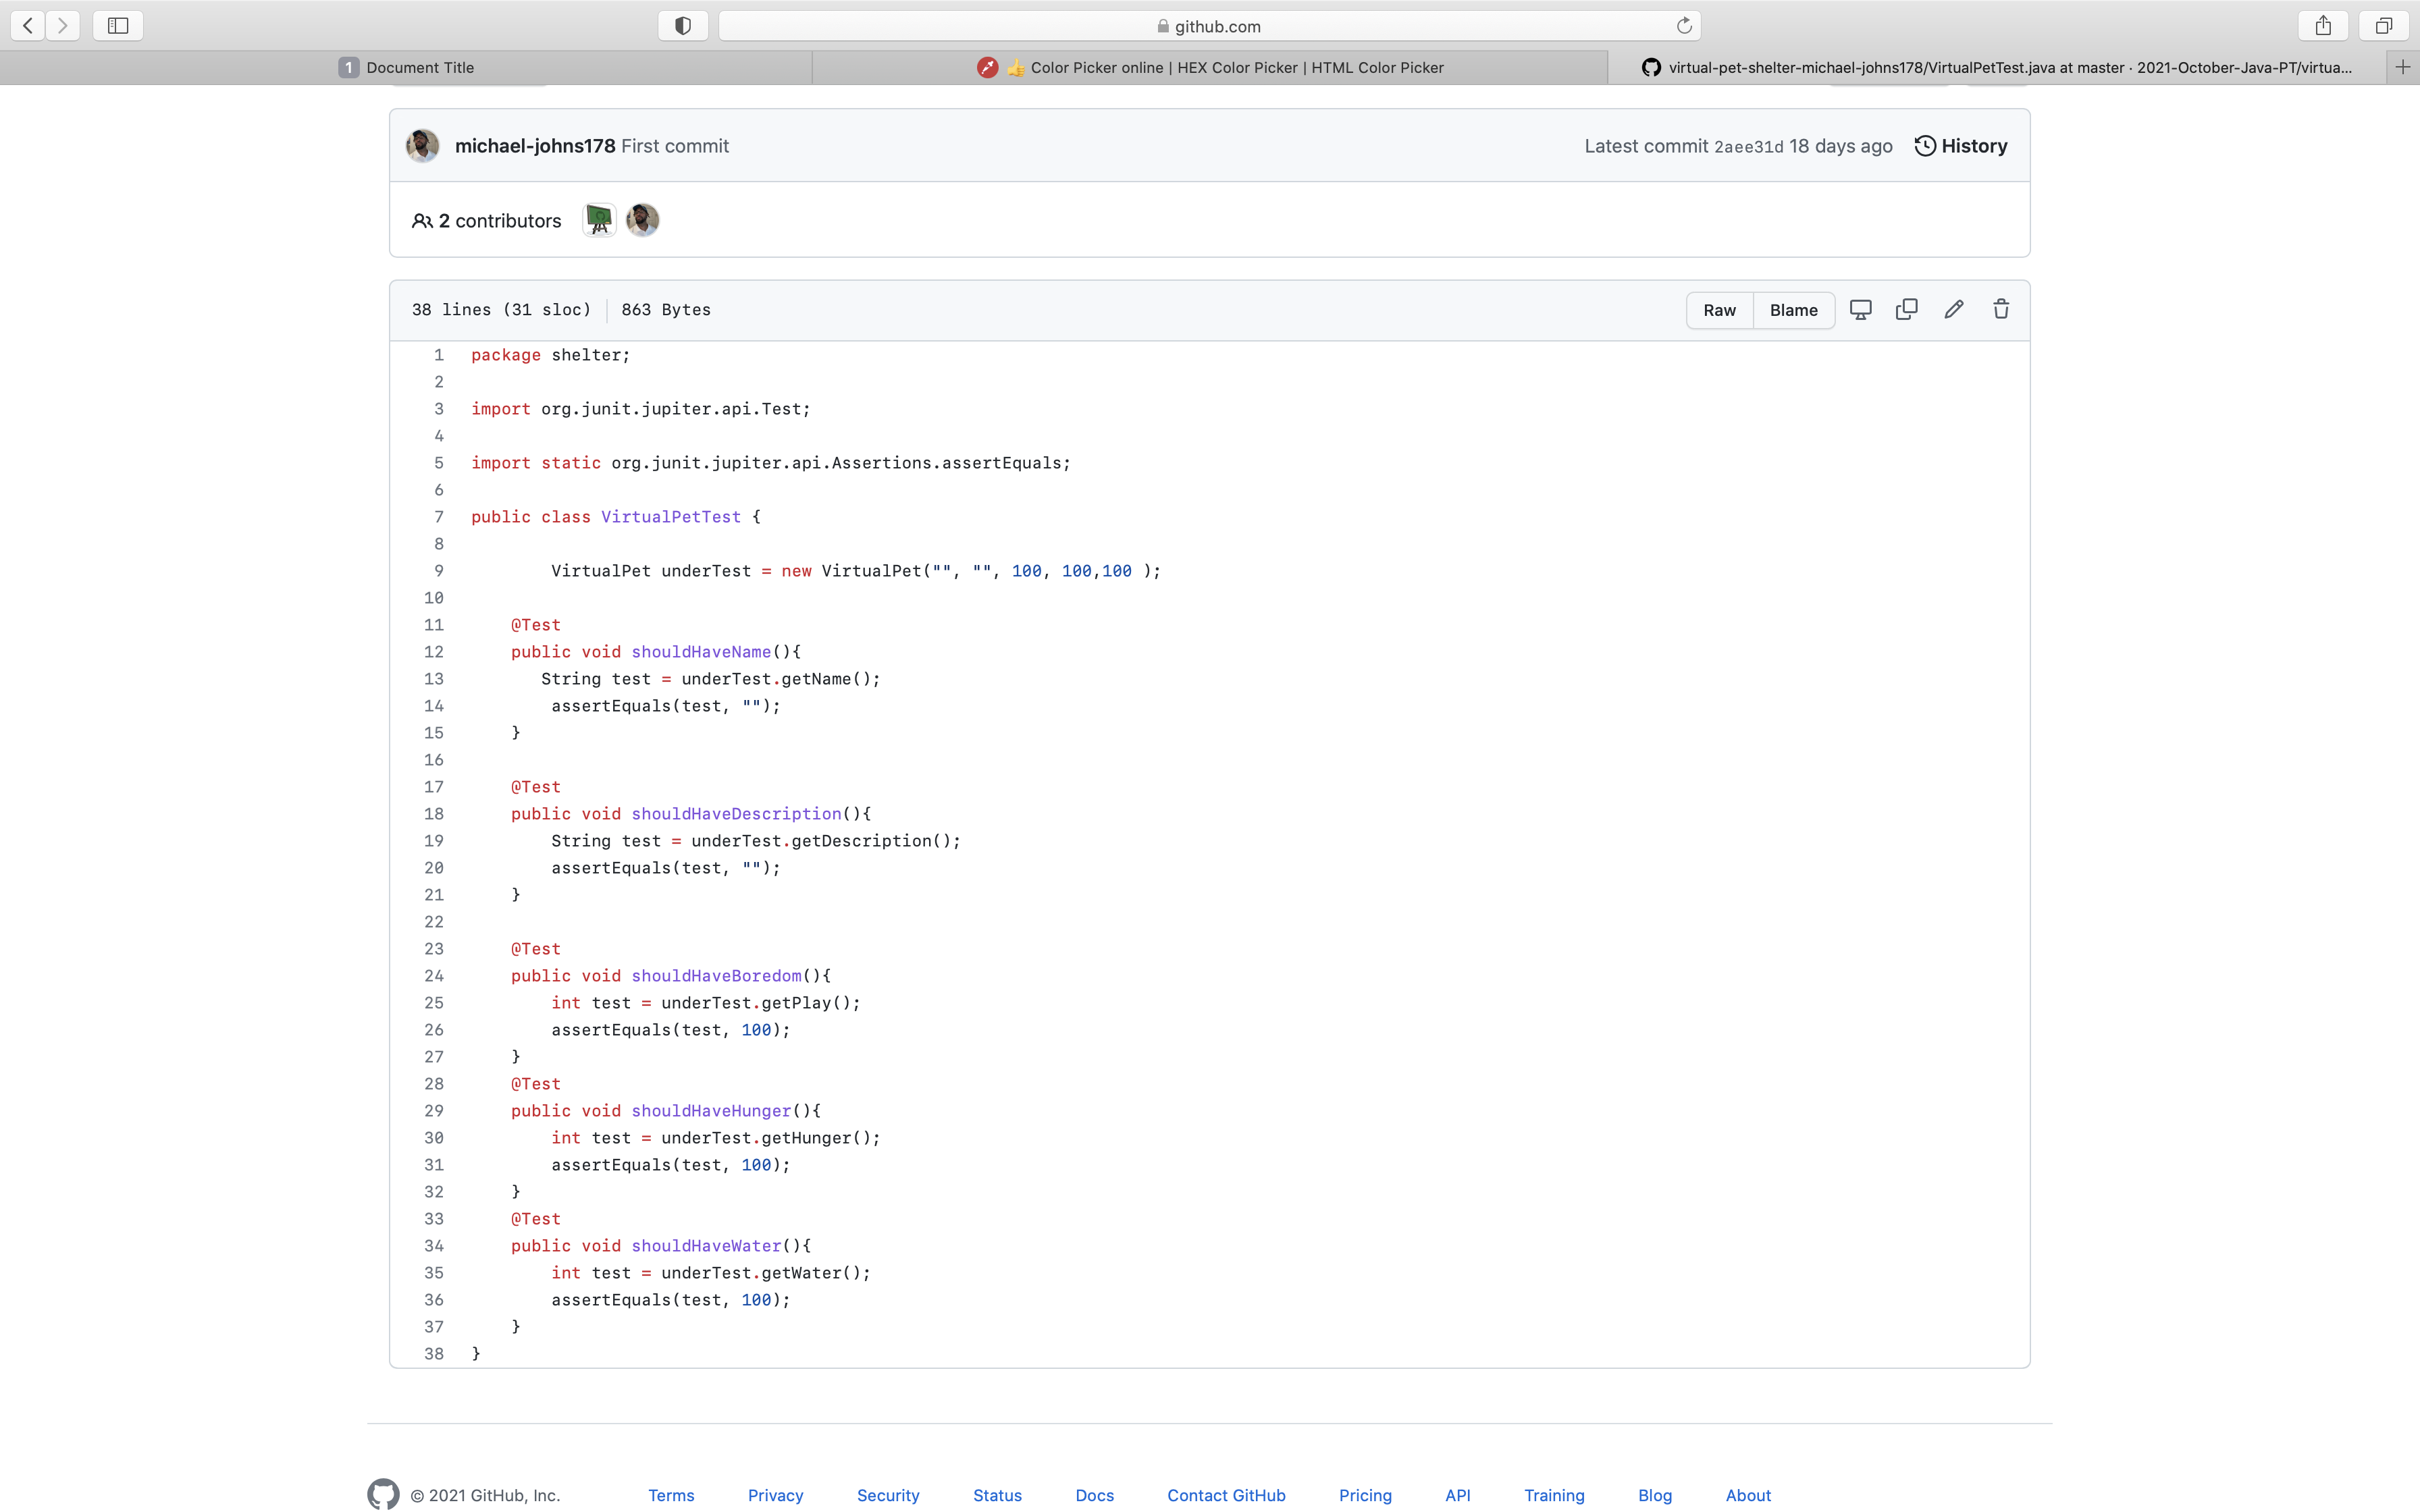 github.com
1 Document Title
👍 Color Picker online | HEX Color Picker | HTML Color Picker
virtual-pet-shelter-michael-johns178/VirtualPetTest.java at master · 2021-October-Java-PT/virtua...
michael-johns178 First commit
Latest commit 2aee31d 18 days ago History
2 contributors
38 lines (31 sloc) 863 Bytes
Raw Blame
1 package shelter;
2
3 import org.junit.jupiter.api.Test;
4
5 import static org.junit.jupiter.api.Assertions.assertEquals;
6
7 public class VirtualPetTest {
8
9 VirtualPet underTest = new VirtualPet("", "", 100, 100,100 );
10
11 @Test
12 public void shouldHaveName(){
13 String test = underTest.getName();
14 assertEquals(test, "");
15 }
16
17 @Test
18 public void shouldHaveDescription(){
19 String test = underTest.getDescription();
20 assertEquals(test, "");
21 }
22
23 @Test
24 public void shouldHaveBoredom(){
25 int test = underTest.getPlay();
26 assertEquals(test, 100);
27 }
28 @Test
29 public void shouldHaveHunger(){
30 int test = underTest.getHunger();
31 assertEquals(test, 100);
32 }
33 @Test
34 public void shouldHaveWater(){
35 int test = underTest.getWater();
36 assertEquals(test, 100);
37 }
38 }
© 2021 GitHub, Inc. Terms Privacy Security Status Docs Contact GitHub Pricing API Training Blog About